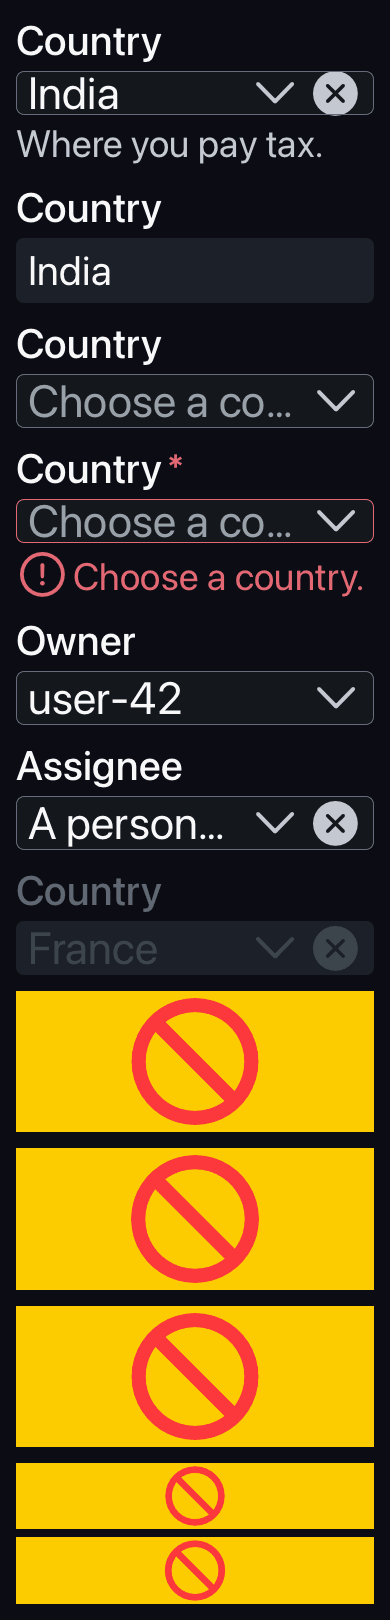 Country
India
Where you pay tax.
Country
India
Country
Choose a co...
Country *
Choose a co...
Choose a country.
Owner
user-42
Assignee
A person...
Country
France